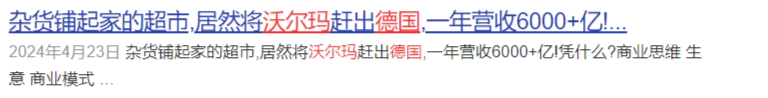 杂货铺起家的超市,居然将沃尔玛赶出德国,一年营收6000+亿!...
2024年4月23日 杂货铺起家的超市,居然将沃尔玛赶出德国,一年营收6000+亿!凭什么?商业思维 生
意 商业模式 ...